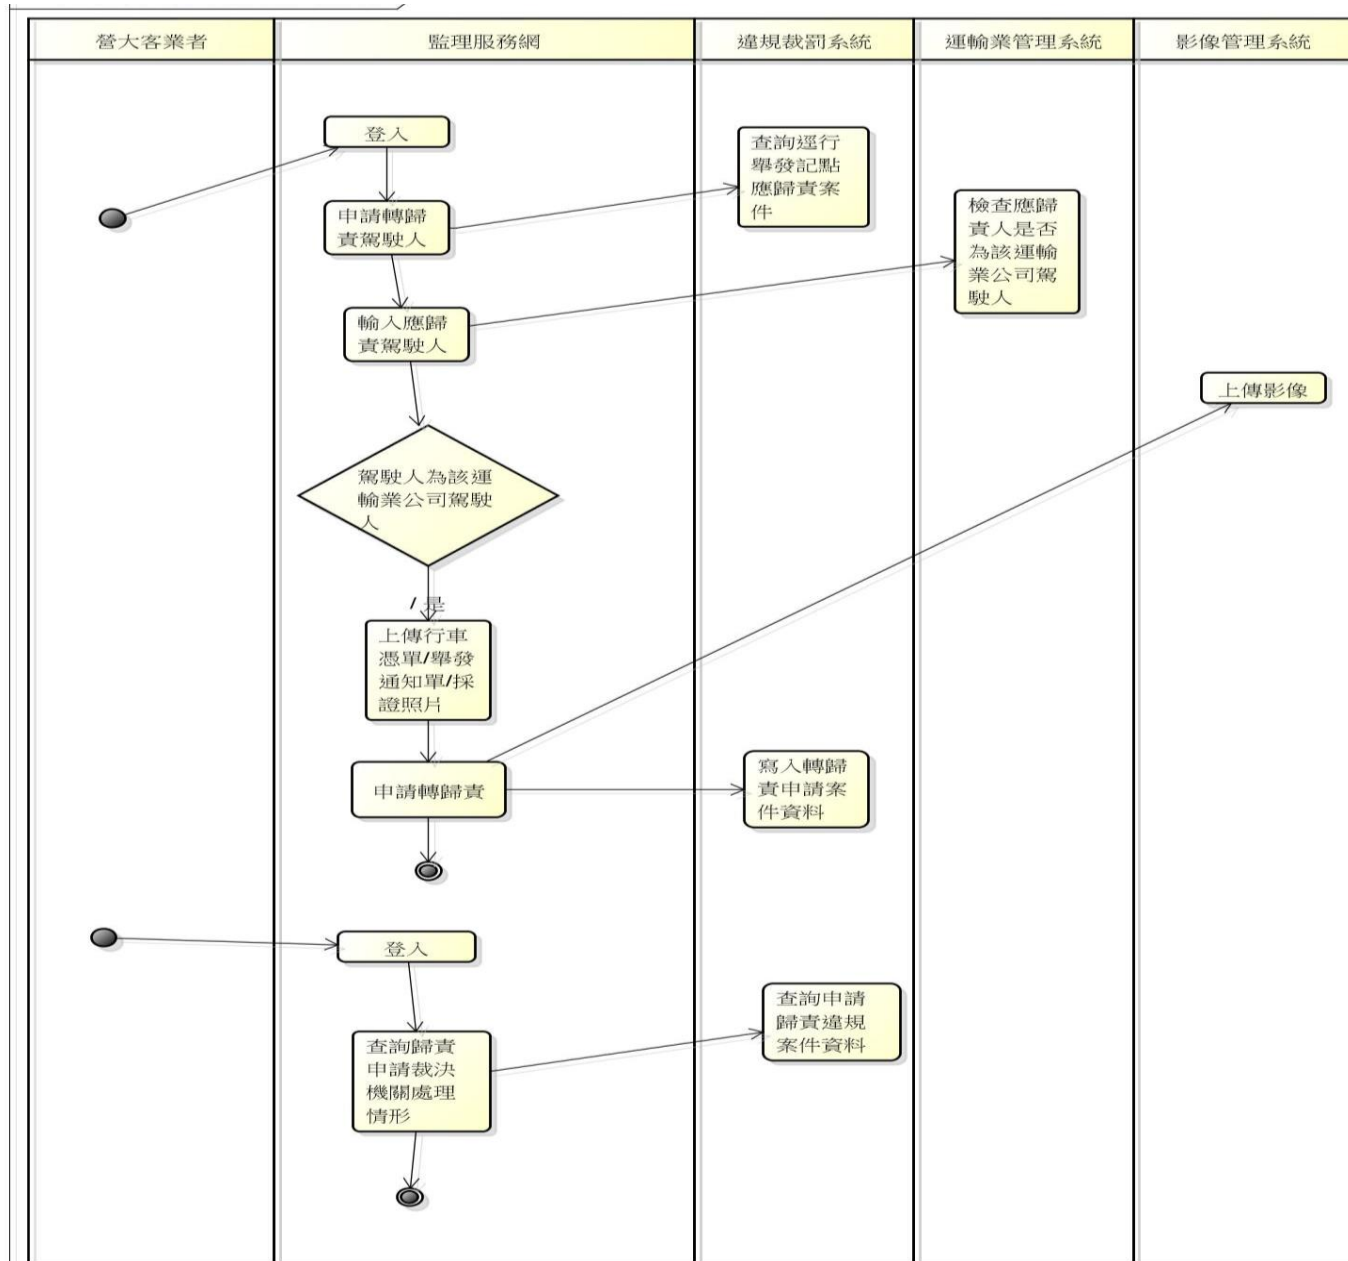 營大客業者
監理服務網
違規裁罰系統
運輸業管理系統
影像管理系統
登入
查詢逕行
舉發記點
應歸責案
件
申請轉歸
責駕駛人
檢查應歸
責人是否
為該運輸
業公司駕
駛人
輸入應歸
責駕駛人
上傳影像
駕駛人為該運
輸業公司駕駛
人
/ 是
上傳行車
憑單/舉發
通知單/採
證照片
申請轉歸責
寫入轉歸
責申請案
件資料
登入
查詢申請
歸責違規
案件資料
查詢歸責
申請裁決
機關處理
情形